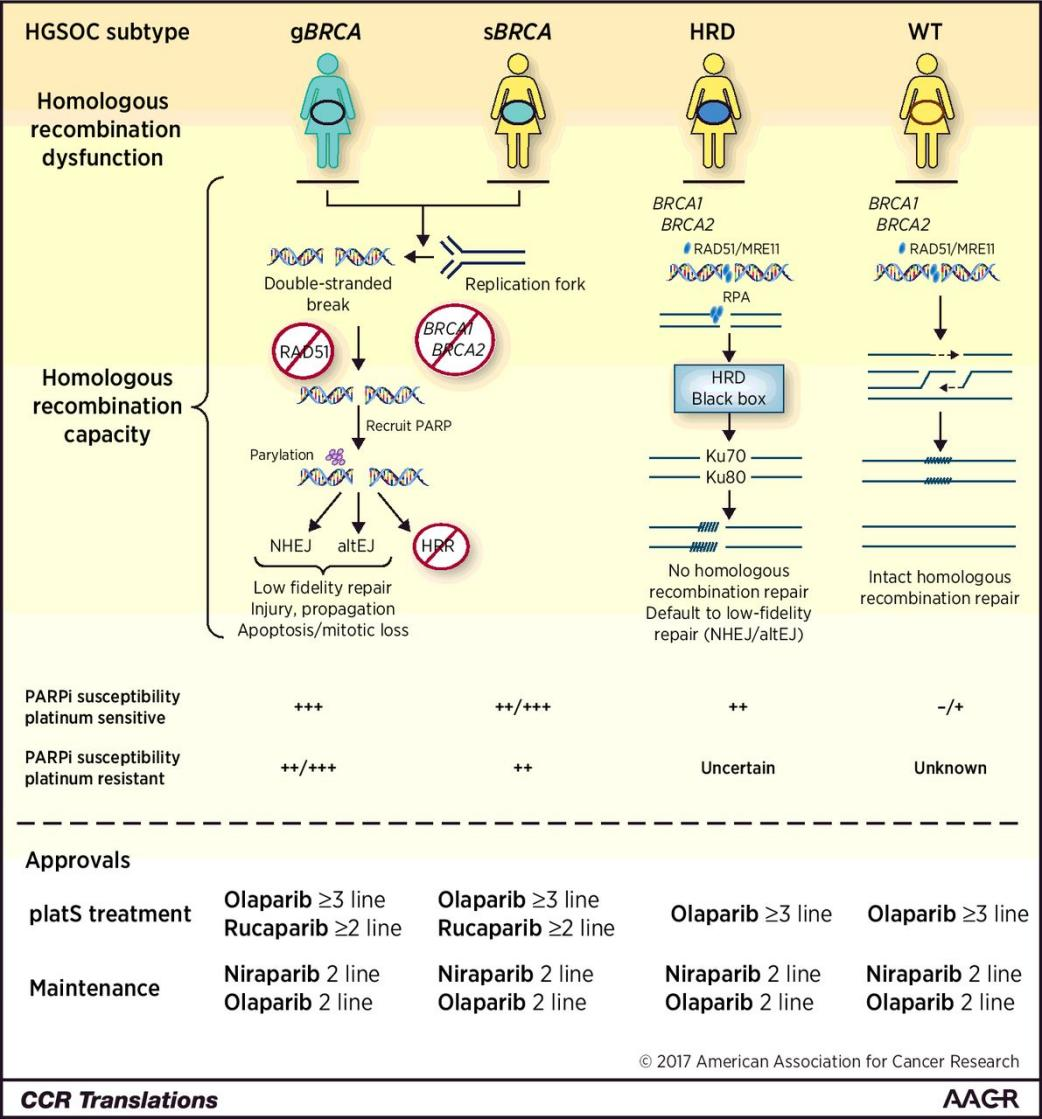 HGSOC subtype
gBRCA
sBRCA
HRD
WT
Homologous
recombination
dysfunction
Homologous
recombination
capacity
Double-stranded
break
Replication fork
RAD51
BRCA1
BRCA2
Recruit PARP
Parylation
NHEJ
altEJ
HRR
Low fidelity repair
Injury, propagation
Apoptosis/mitotic loss
BRCA1
BRCA2
RAD51/MRE11
RPA
HRD
Black box
Ku70
Ku80
No homologous
recombination repair
Default to low-fidelity
repair (NHEJ/altEJ)
BRCA1
BRCA2
RAD51/MRE11
Intact homologous
recombination repair
PARPi susceptibility
platinum sensitive
+++
++/+++
++
–/+
PARPi susceptibility
platinum resistant
++/+++
++
Uncertain
Unknown
Approvals
platS treatment
Olaparib ≥3 line
Rucaparib ≥2 line
Olaparib ≥3 line
Rucaparib ≥2 line
Olaparib ≥3 line
Olaparib ≥3 line
Maintenance
Niraparib 2 line
Olaparib 2 line
Niraparib 2 line
Olaparib 2 line
Niraparib 2 line
Olaparib 2 line
Niraparib 2 line
Olaparib 2 line
© 2017 American Association for Cancer Research
CCR Translations
AACR